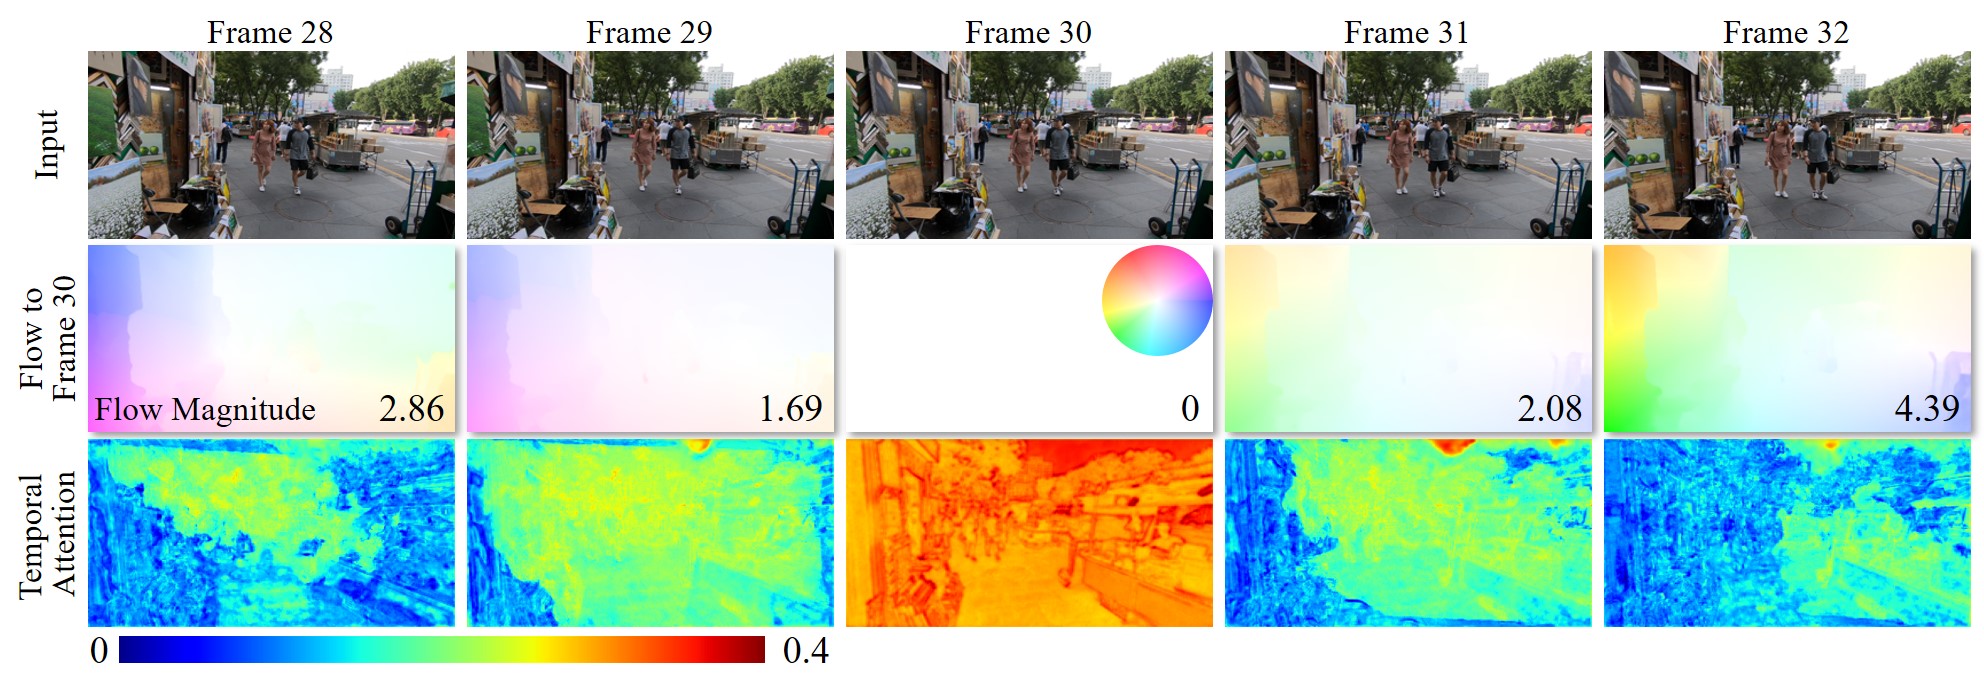 Frame 28 Frame 29 Frame 30 Frame 31 Frame 32
Input
Flow to
Frame 30
Flow Magnitude 2.86 1.69 0 2.08 4.39
Temporal
Attention
0 0.4